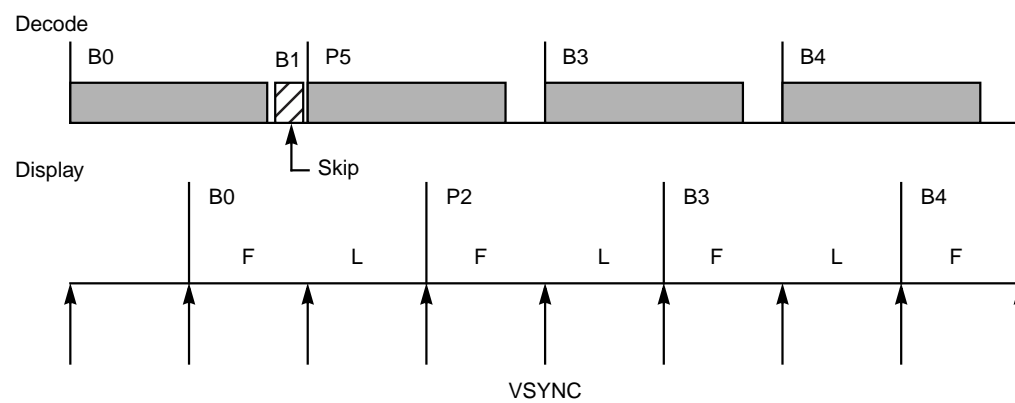 Decode
B0 B1 P5 B3 B4
Skip
Display
B0 P2 B3 B4
F L F L F L F
VSYNC